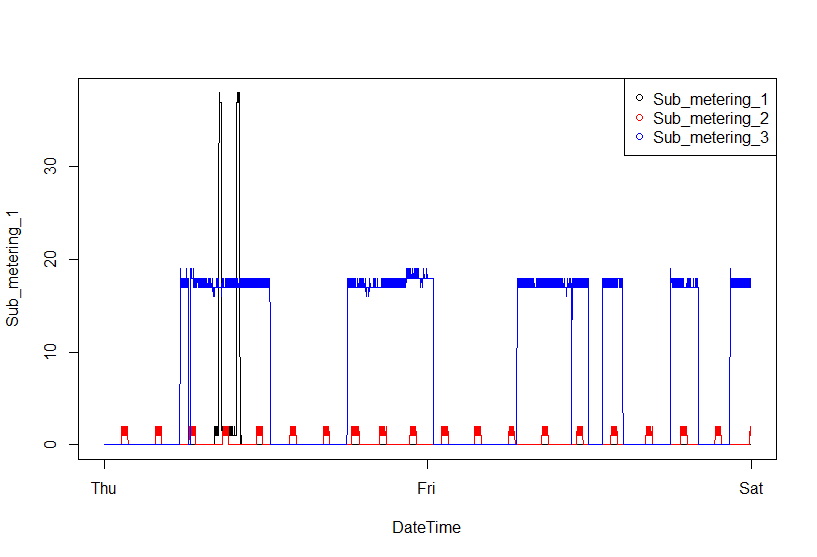 Sub_metering_1
Sub_metering_2
Sub_metering_3
30
20
10
0
Sub_metering_1
Thu
Fri
Sat
DateTime